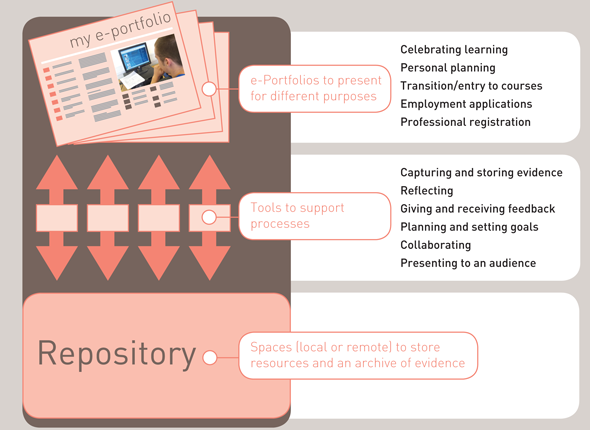 my e-portfolio
e-Portfolios to present
for different purposes
Celebrating learning
Personal planning
Transition/entry to courses
Employment applications
Professional registration
Tools to support
processes
Capturing and storing evidence
Reflecting
Giving and receiving feedback
Planning and setting goals
Collaborating
Presenting to an audience
Repository
Spaces (local or remote) to store
resources and an archive of evidence